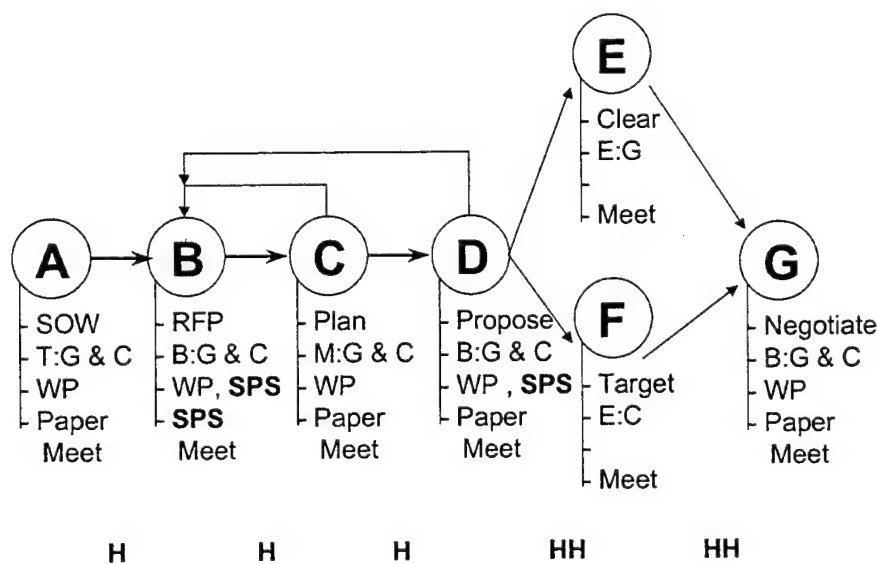 A
SOW
T:G & C
WP
Paper
Meet
B
RFP
B:G & C
WP, SPS
SPS
Meet
C
Plan
M:G & C
WP
Paper
Meet
D
Propose
B:G & C
WP , SPS
Paper
Meet
E
Clear
E:G
Meet
F
Target
E:C
Meet
G
Negotiate
B:G & C
WP
Paper
Meet
H
H
H
HH
HH